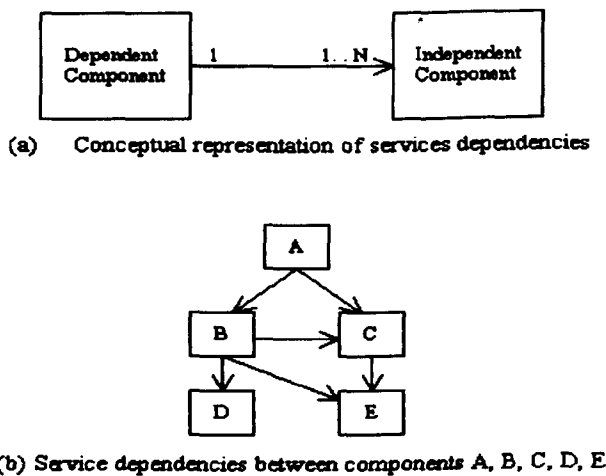 Dependent
Component
1
1..N
Independent
Component
(a) Conceptual representation of services dependencies
A
B
C
D
E
(b) Service dependencies between components A, B, C, D, E